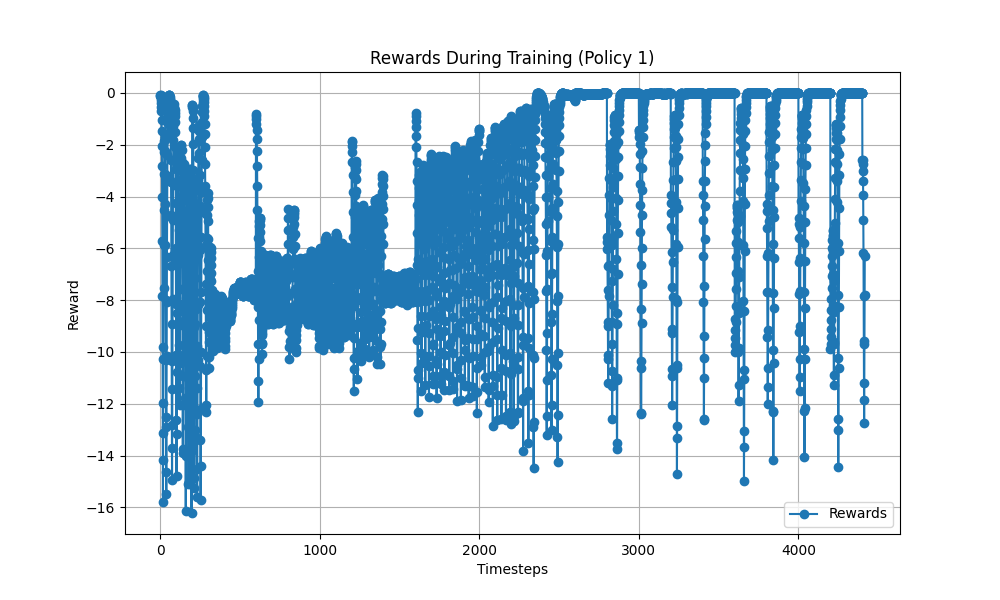 Rewards During Training (Policy 1)
Reward
0
−2
−4
−6
−8
−10
−12
−14
−16
0 1000 2000 3000 4000
Timesteps
Rewards